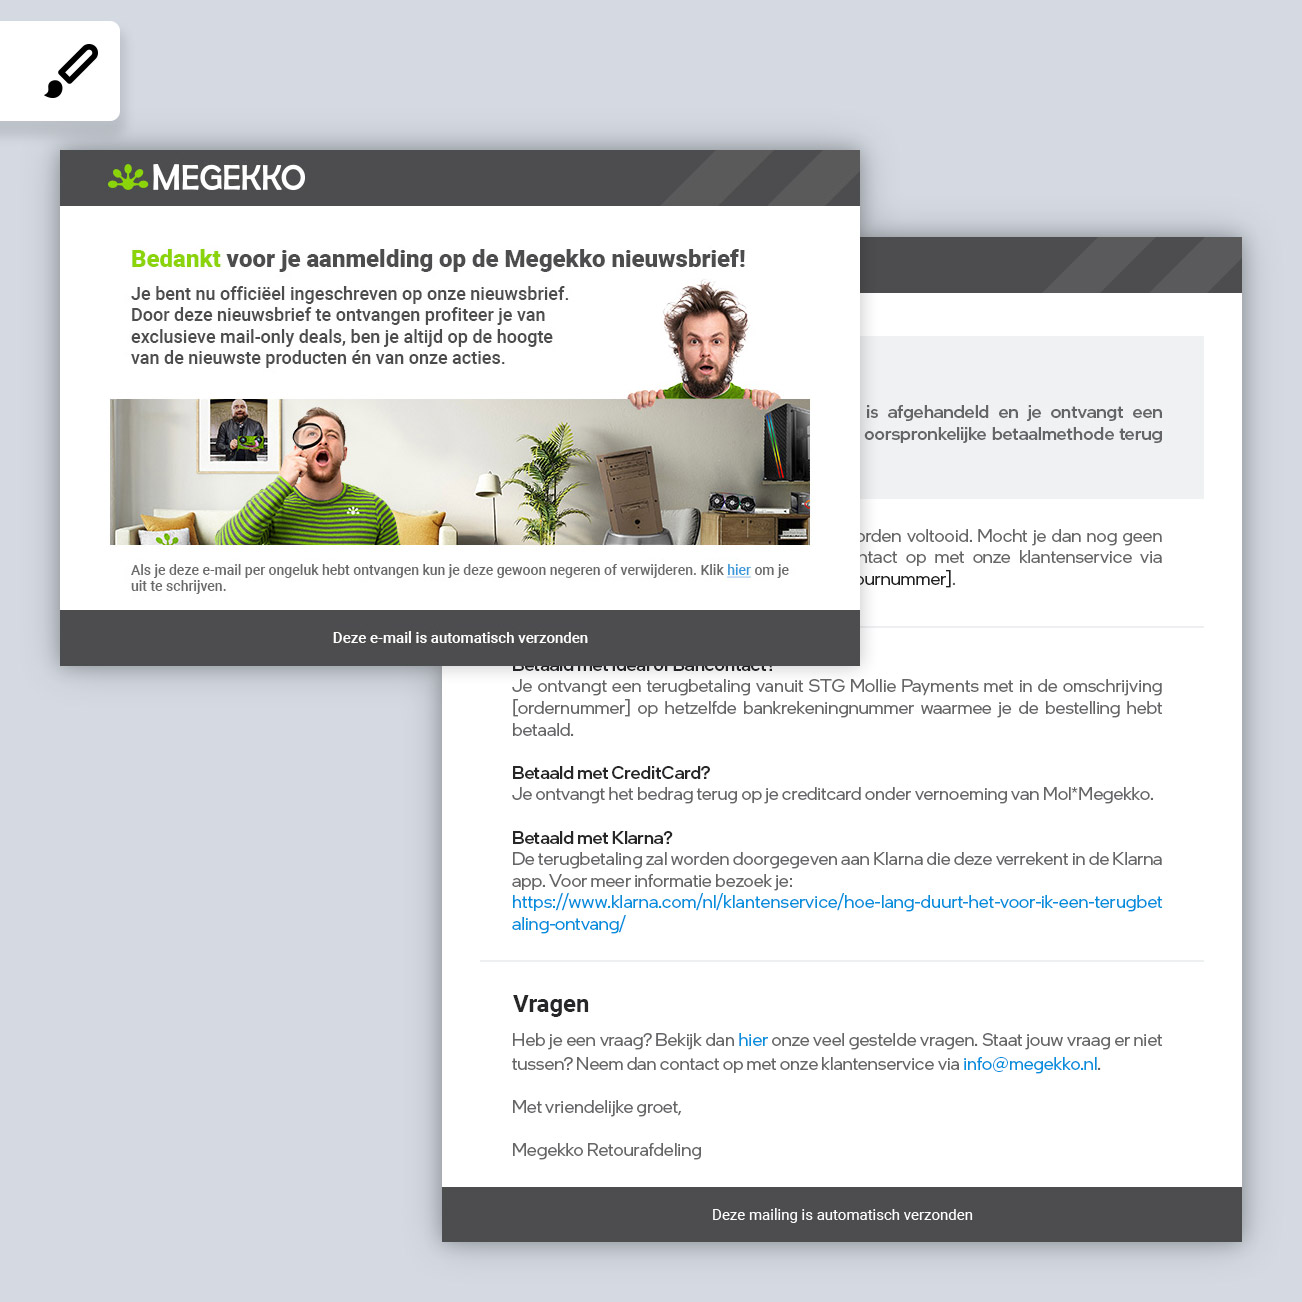 MEGEKKO
Bedankt voor je aanmelding op de Megekko nieuwsbrief!
Je bent nu officiëel ingeschreven op onze nieuwsbrief.
Door deze nieuwsbrief te ontvangen profiteer je van
exclusieve mail-only deals, ben je altijd op de hoogte
van de nieuwste producten én van onze acties.
Als je deze e-mail per ongeluk hebt ontvangen kun je deze gewoon negeren of verwijderen. Klik hier om je
uit te schrijven.
Deze e-mail is automatisch verzonden
is afgehandeld en je ontvangt een
oorspronkelijke betaalmethode terug
orden voltooid. Mocht je dan nog geen
ntact op met onze klantenservice via
ournummer].
Betaald met Ideal of Bancontact?
Je ontvangt een terugbetaling vanuit STG Mollie Payments met in de omschrijving
[ordernummer] op hetzelfde bankrekeningnummer waarmee je de bestelling hebt
betaald.
Betaald met CreditCard?
Je ontvangt het bedrag terug op je creditcard onder vernoeming van Mol*Megekko.
Betaald met Klarna?
De terugbetaling zal worden doorgegeven aan Klarna die deze verrekent in de Klarna
app. Voor meer informatie bezoek je:
https://www.klarna.com/nl/klantenservice/hoe-lang-duurt-het-voor-ik-een-terugbet
aling-ontvang/
Vragen
Heb je een vraag? Bekijk dan hier onze veel gestelde vragen. Staat jouw vraag er niet
tussen? Neem dan contact op met onze klantenservice via info@megekko.nl.
Met vriendelijke groet,
Megekko Retourafdeling
Deze mailing is automatisch verzonden